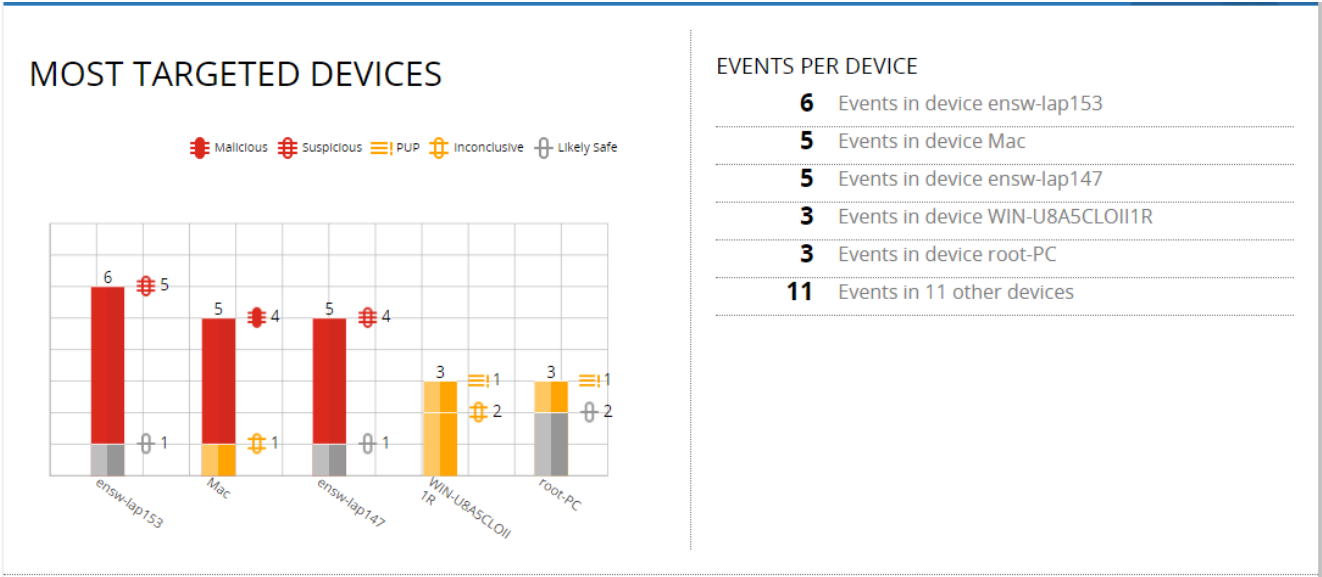 MOST TARGETED DEVICES
Malicious Suspicious PUP Inconclusive Likely Safe
6
5
1
ensw-lap153
5
4
1
Mac
5
4
1
ensw-lap147
3
1
2
WIN-U8A5CLOII
1R
3
1
2
root-PC
EVENTS PER DEVICE
6 Events in device ensw-lap153
5 Events in device Mac
5 Events in device ensw-lap147
3 Events in device WIN-U8A5CLOII1R
3 Events in device root-PC
11 Events in 11 other devices